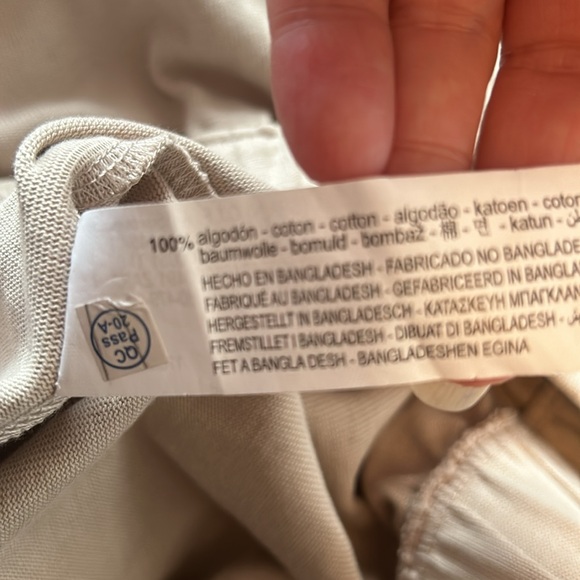 100% algodón - coton - cotton - algodão - katoen - coton
baumwolle - bomuld - bombaž - 棉 - 면 - katun -
HECHO EN BANGLADESH - FABRICADO NO BANGLADE
FABRIQUÉ AU BANGLADESH - GEFABRICEERD IN BANGLA
HERGESTELLT IN BANGLADESCH - ΚΑΤΑΣΚΕΥΗ ΜΠΑΓΚΛΑΝ
FREMSTILLET I BANGLADESH - DIBUAT DI BANGLADESH -
FET A BANGLA DESH - BANGLADESHEN EGINA
QC
Pass
20-A